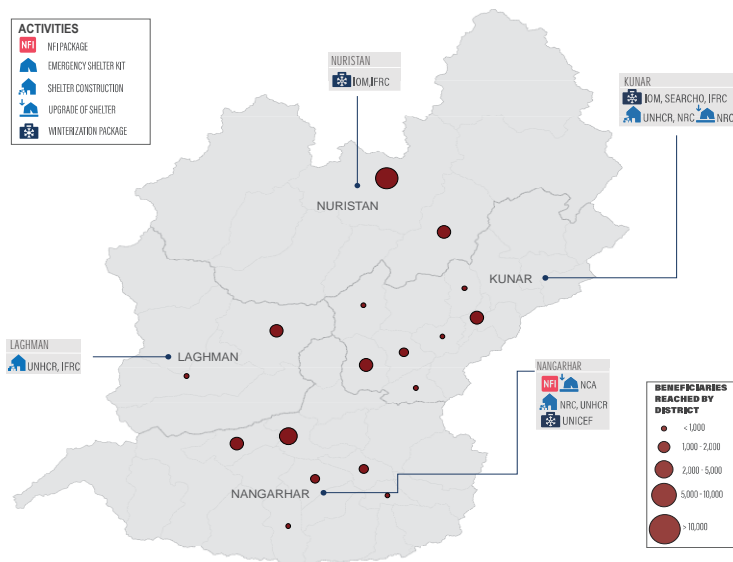 ACTIVITIES
NFI NFI PACKAGE
EMERGENCY SHELTER KIT
SHELTER CONSTRUCTION
UPGRADE OF SHELTER
WINTERIZATION PACKAGE
NURISTAN
IOM,IFRC
KUNAR
IOM, SEARCHO, IFRC
UNHCR, NRC NRC
NURISTAN
KUNAR
LAGHMAN
UNHCR, IFRC
LAGHMAN
NANGARHAR
NFI NCA
NRC, UNHCR
UNICEF
NANGARHAR
BENEFICIARIES
REACHED BY
DISTRICT
< 1,000
1,000 - 2,000
2,000 - 5,000
5,000 - 10,000
> 10,000